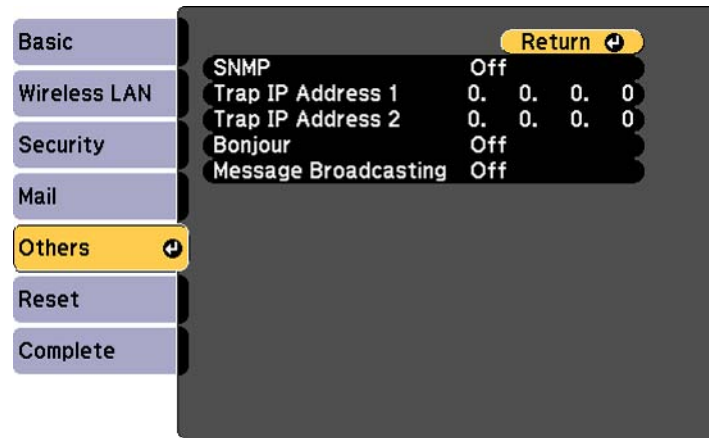 Basic
Wireless LAN
Security
Mail
Others
Reset
Complete
Return
SNMP Off
Trap IP Address 1 0. 0. 0. 0
Trap IP Address 2 0. 0. 0. 0
Bonjour Off
Message Broadcasting Off